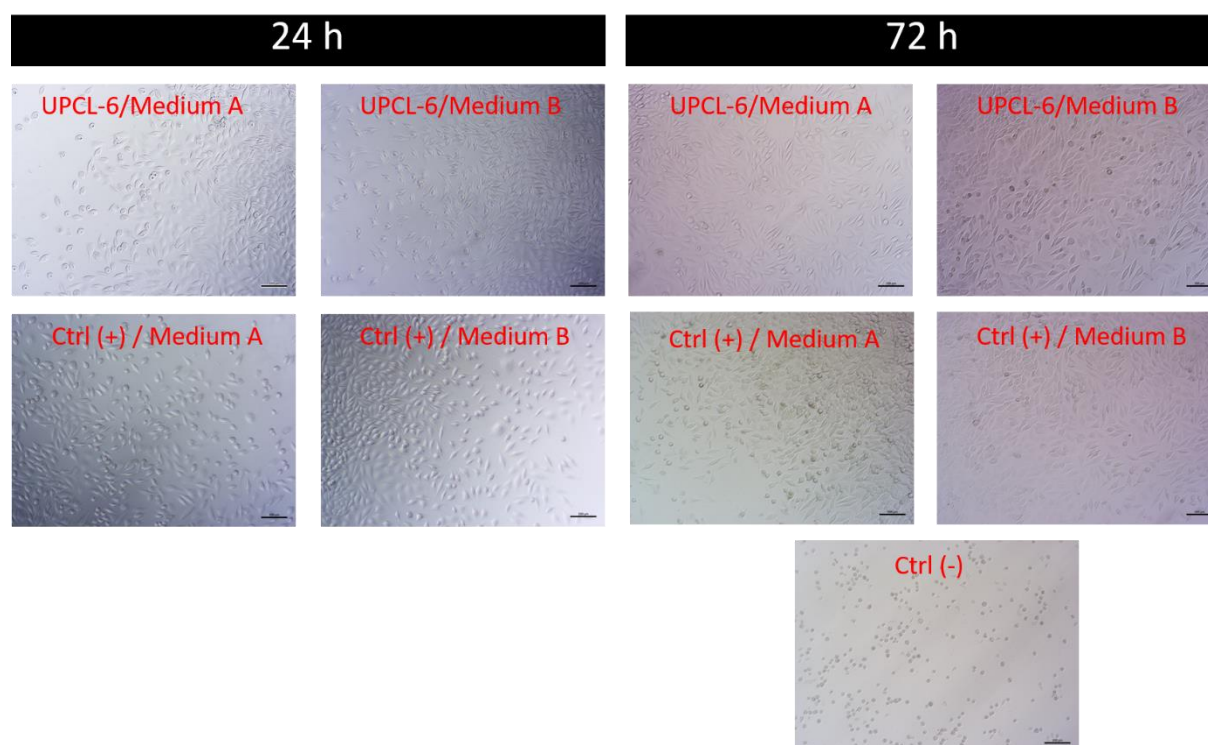 24 h
72 h
UPCL-6/Medium A
UPCL-6/Medium B
UPCL-6/Medium A
UPCL-6/Medium B
Ctrl (+) / Medium A
Ctrl (+) / Medium B
Ctrl (+) / Medium A
Ctrl (+) / Medium B
Ctrl (-)